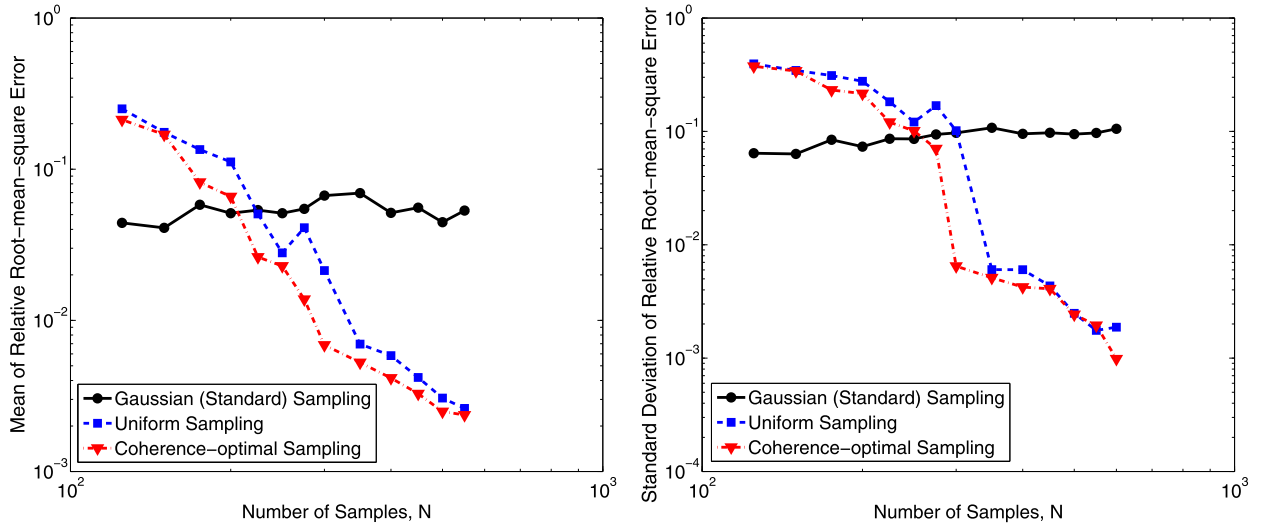 Mean of Relative Root−mean−square Error
10^0
10^−1
10^−2
10^−3
Gaussian (Standard) Sampling
Uniform Sampling
Coherence−optimal Sampling
10^2
10^3
Number of Samples, N
Standard Deviation of Relative Root−mean−square Error
10^0
10^−1
10^−2
10^−3
10^−4
Gaussian (Standard) Sampling
Uniform Sampling
Coherence−optimal Sampling
10^2
10^3
Number of Samples, N